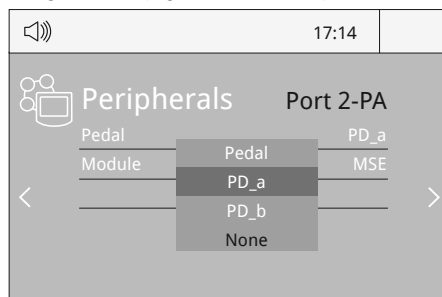 17:14
Peripherals Port 2-PA
Pedal PD_a
Module MSE
Pedal
PD_a
PD_b
None